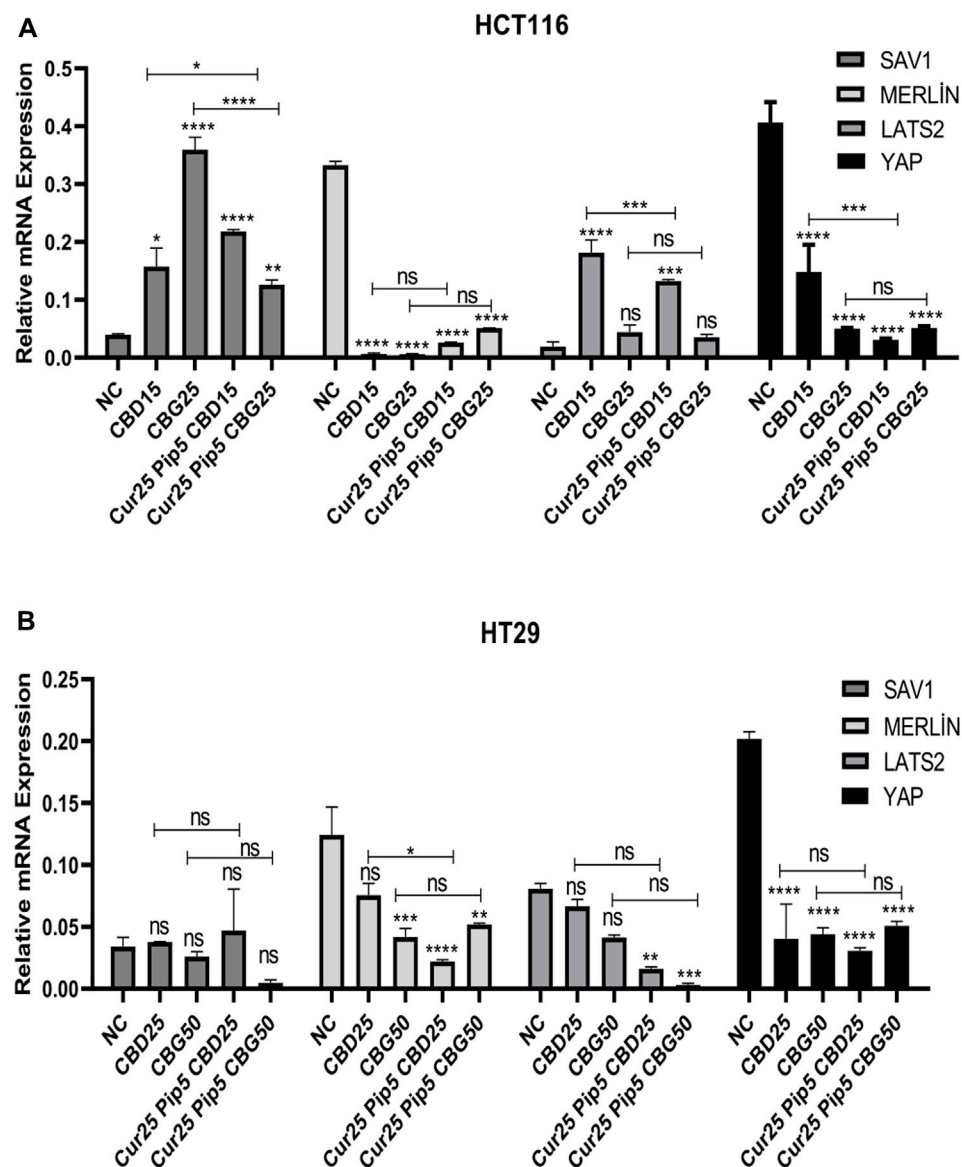 A
HCT116
SAV1
MERLİN
LATS2
YAP
Relative mRNA Expression
0.5
0.4
0.3
0.2
0.1
0.0
*
****
****
*
****
**
ns
ns
****
****
****
****
***
ns
****
ns
***
ns
***
ns
****
****
****
****
NC
CBD15
CBG25
Cur25 Pip5 CBD15
Cur25 Pip5 CBG25
NC
CBD15
CBG25
Cur25 Pip5 CBD15
Cur25 Pip5 CBG25
NC
CBD15
CBG25
Cur25 Pip5 CBD15
Cur25 Pip5 CBG25
NC
CBD15
CBG25
Cur25 Pip5 CBD15
Cur25 Pip5 CBG25
B
HT29
SAV1
MERLİN
LATS2
YAP
Relative mRNA Expression
0.25
0.20
0.15
0.10
0.05
0.00
ns
ns
ns
ns
ns
ns
*
ns
ns
***
****
**
ns
ns
ns
ns
**
***
ns
ns
****
****
****
****
NC
CBD25
CBG50
Cur25 Pip5 CBD25
Cur25 Pip5 CBG50
NC
CBD25
CBG50
Cur25 Pip5 CBD25
Cur25 Pip5 CBG50
NC
CBD25
CBG50
Cur25 Pip5 CBD25
Cur25 Pip5 CBG50
NC
CBD25
CBG50
Cur25 Pip5 CBD25
Cur25 Pip5 CBG50